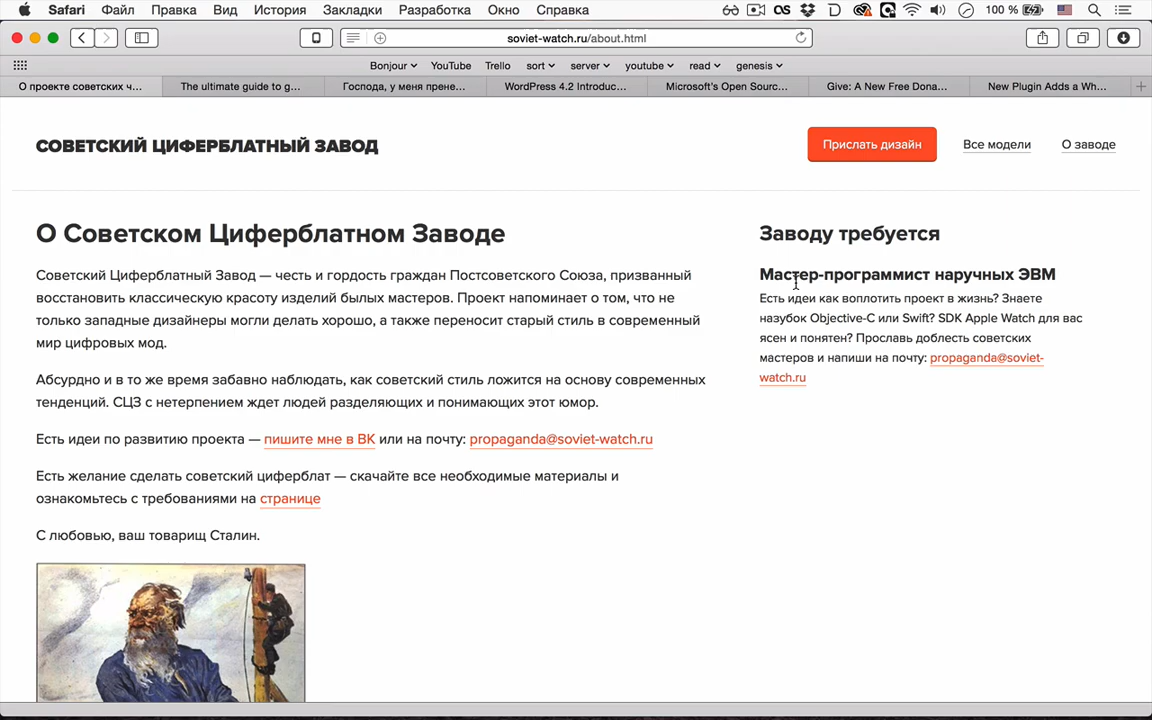 Safari Файл Правка Вид История Закладки Разработка Окно Справка 100 %
soviet-watch.ru/about.html
Bonjour YouTube Trello sort server youtube read genesis
О проекте советских ч... The ultimate guide to g... Господа, у меня прене... WordPress 4.2 Introduc... Microsoft's Open Sourc... Give: A New Free Dona... New Plugin Adds a Wh...
СОВЕТСКИЙ ЦИФЕРБЛАТНЫЙ ЗАВОД
Прислать дизайн Все модели О заводе
О Советском Циферблатном Заводе
Советский Циферблатный Завод — честь и гордость граждан Постсоветского Союза, призванный
восстановить классическую красоту изделий былых мастеров. Проект напоминает о том, что не
только западные дизайнеры могли делать хорошо, а также переносит старый стиль в современный
мир цифровых мод.
Абсурдно и в то же время забавно наблюдать, как советский стиль ложится на основу современных
тенденций. СЦЗ с нетерпением ждет людей разделяющих и понимающих этот юмор.
Есть идеи по развитию проекта — пишите мне в ВК или на почту: propaganda@soviet-watch.ru
Есть желание сделать советский циферблат — скачайте все необходимые материалы и
ознакомьтесь с требованиями на странице
С любовью, ваш товарищ Сталин.
Заводу требуется
Мастер-программист наручных ЭВМ
Есть идеи как воплотить проект в жизнь? Знаете
назубок Objective-C или Swift? SDK Apple Watch для вас
ясен и понятен? Прославь доблесть советских
мастеров и напиши на почту: propaganda@soviet-
watch.ru